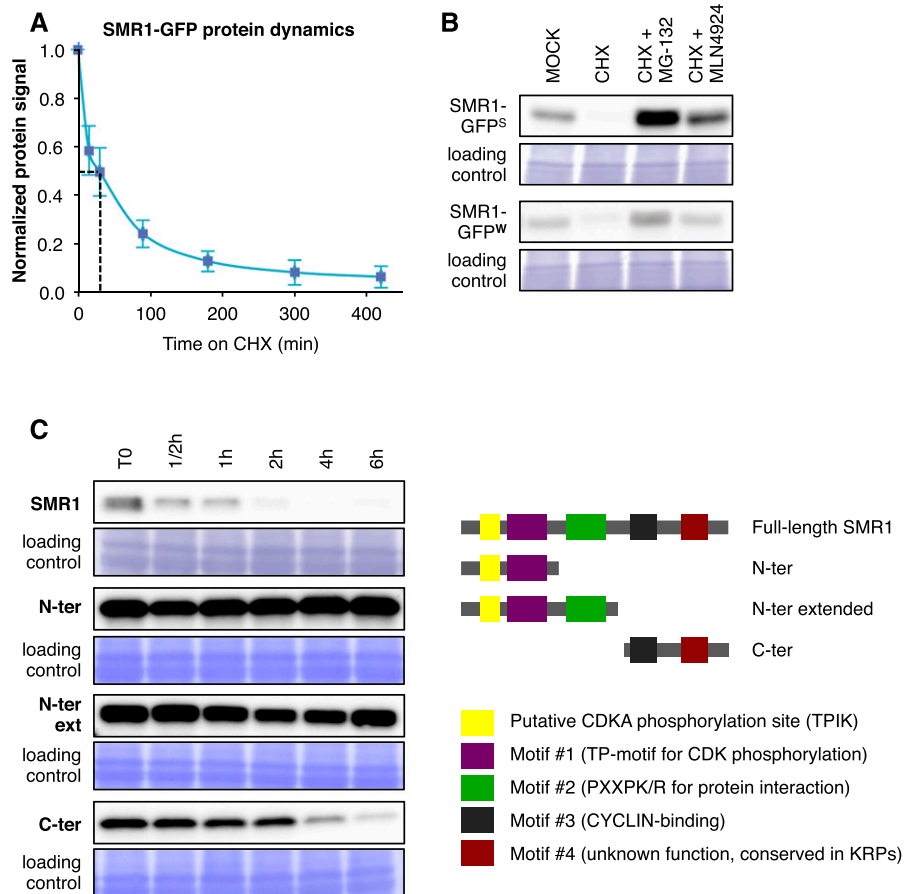 A
SMR1-GFP protein dynamics
Normalized protein signal
1.0
0.8
0.6
0.4
0.2
0.0
0 100 200 300 400
Time on CHX (min)
B
MOCK
CHX
CHX +
MG-132
CHX +
MLN4924
SMR1-
GFPS
loading
control
SMR1-
GFPW
loading
control
C
T0 1/2h 1h 2h 4h 6h
SMR1
loading
control
N-ter
loading
control
N-ter
ext
loading
control
C-ter
loading
control
Full-length SMR1
N-ter
N-ter extended
C-ter
Putative CDKA phosphorylation site (TPIK)
Motif #1 (TP-motif for CDK phosphorylation)
Motif #2 (PXXPK/R for protein interaction)
Motif #3 (CYCLIN-binding)
Motif #4 (unknown function, conserved in KRPs)